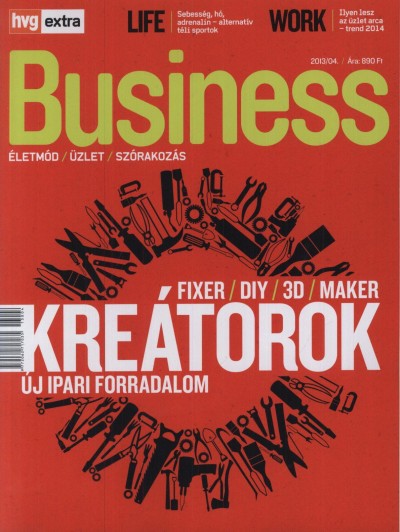 hvg extra
LIFE
Sebesség, hó,
adrenalin – alternatív
téli sportok
WORK
Ilyen lesz
az üzlet arca
– trend 2014
2013/04. / Ára: 890 Ft
Business
ÉLETMÓD / ÜZLET / SZÓRAKOZÁS
FIXER / DIY / 3D / MAKER
KREÁTOROK
ÚJ IPARI FORRADALOM